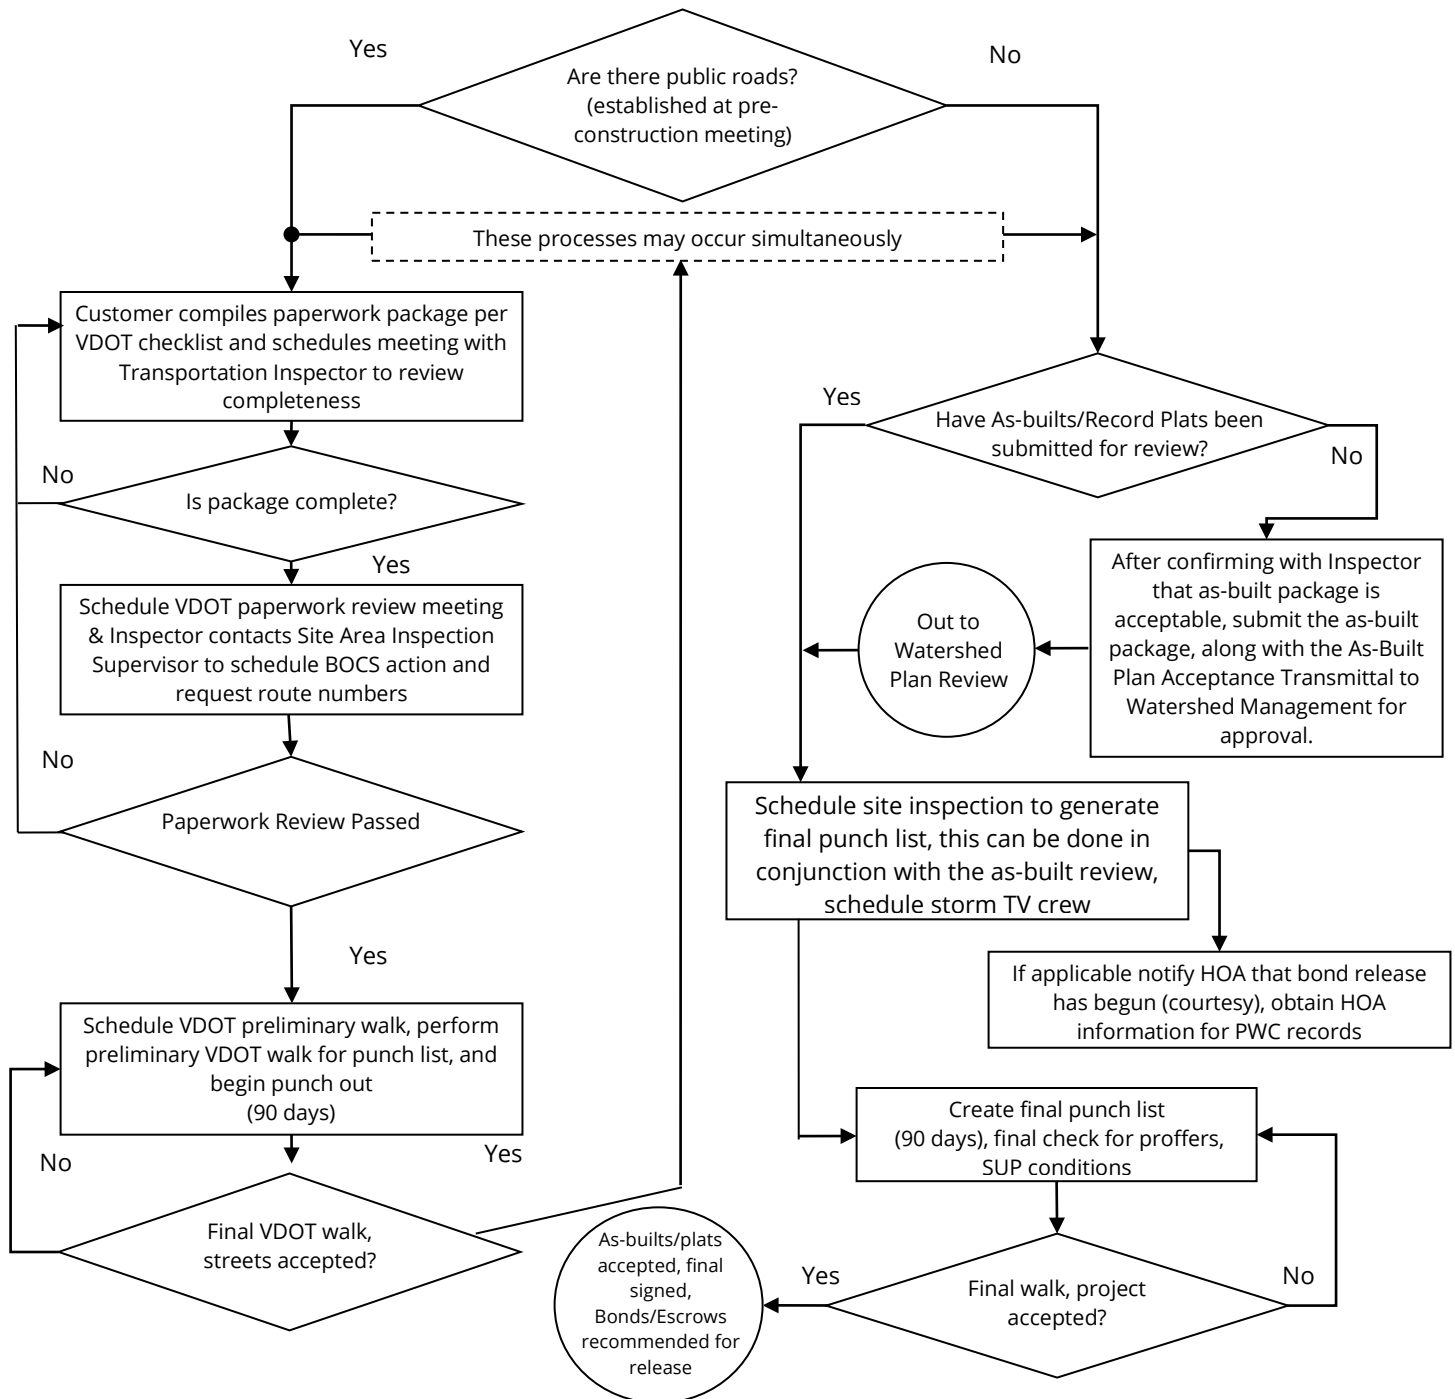 Yes
No
Are there public roads?
(established at pre-
construction meeting)
These processes may occur simultaneously
Customer compiles paperwork package per
VDOT checklist and schedules meeting with
Transportation Inspector to review
completeness
No
Is package complete?
Yes
Schedule VDOT paperwork review meeting
& Inspector contacts Site Area Inspection
Supervisor to schedule BOCS action and
request route numbers
No
Paperwork Review Passed
Yes
Schedule VDOT preliminary walk, perform
preliminary VDOT walk for punch list, and
begin punch out
(90 days)
No
Yes
Final VDOT walk,
streets accepted?
Yes
Have As-builts/Record Plats been
submitted for review?
No
After confirming with Inspector
that as-built package is
acceptable, submit the as-built
package, along with the As-Built
Plan Acceptance Transmittal to
Watershed Management for
approval.
Out to
Watershed
Plan Review
Schedule site inspection to generate
final punch list, this can be done in
conjunction with the as-built review,
schedule storm TV crew
If applicable notify HOA that bond release
has begun (courtesy), obtain HOA
information for PWC records
Create final punch list
(90 days), final check for proffers,
SUP conditions
Final walk, project
accepted?
No
Yes
As-builts/plats
accepted, final
signed,
Bonds/Escrows
recommended for
release